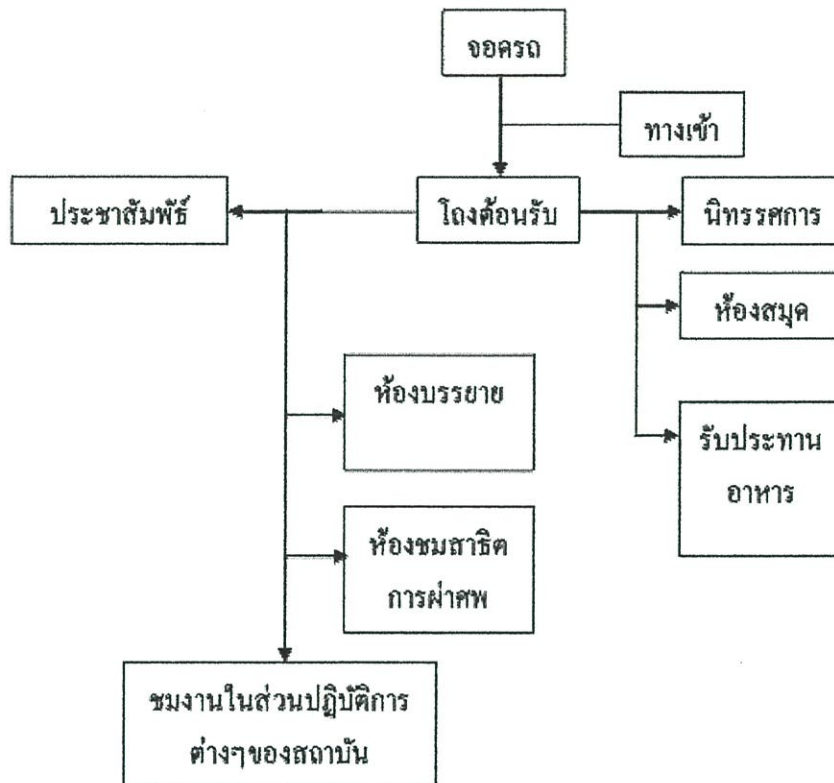 จอดรถ
ทางเข้า
ประชาสัมพัธ์
โถงต้อนรับ
นิทรรศการ
ห้องสมุด
ห้องบรรยาย
รับประทาน
อาหาร
ห้องชมสาธิต
การผ่าศพ
ชมงานในส่วนปฏิบัติการ
ต่างๆของสถาบัน